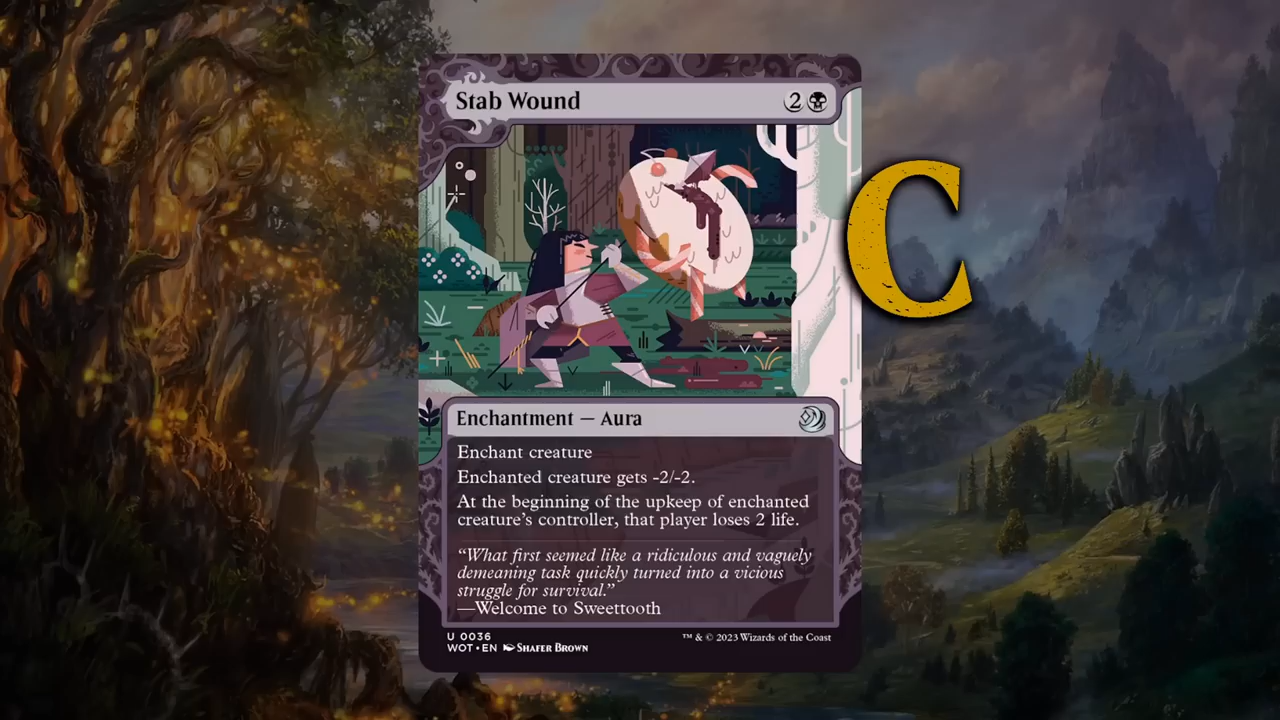 Stab Wound 2
C
Enchantment — Aura
Enchant creature
Enchanted creature gets -2/-2.
At the beginning of the upkeep of enchanted
creature's controller, that player loses 2 life.
“What first seemed like a ridiculous and vaguely
demeaning task quickly turned into a vicious
struggle for survival.”
—Welcome to Sweettooth
U 0036
WOT • EN Shafer Brown
™ & © 2023 Wizards of the Coast